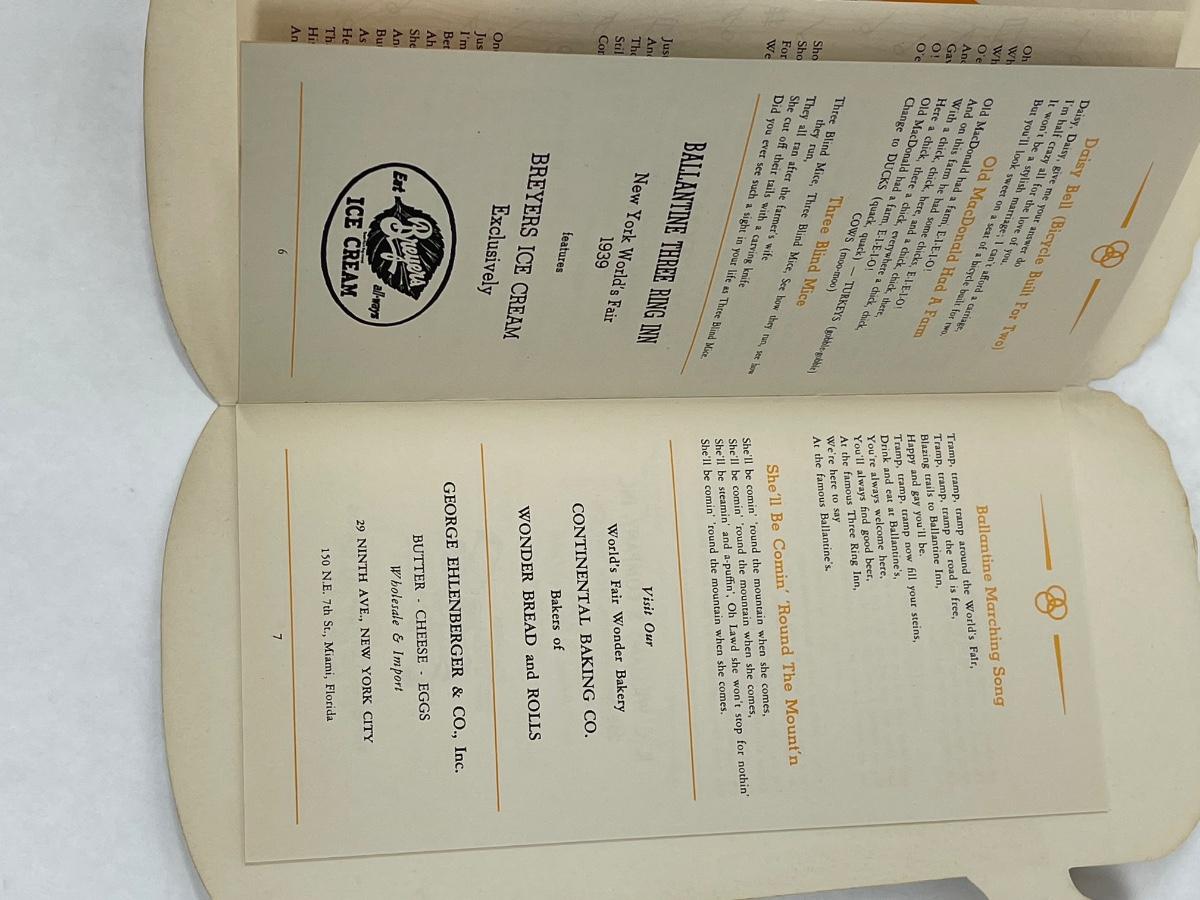 Daisy Bell (Bicycle Built For Two)
Daisy, Daisy, give me your answer do,
I'm half crazy all for the love of you,
It won't be a stylish marriage; I can't afford a carriage,
But you'll look sweet on a seat of a bicycle built for two.
Old MacDonald Had A Farm
Old MacDonald had a farm, E-I-E-I-O!
And on this farm he had some chicks, E-I-E-I-O!
With a chick, chick, here, and a chick, chick there,
Here a chick, there a chick, everywhere a chick, chick
Old MacDonald had a farm, E-I-E-I-O!
Change to DUCKS (quack, quack) — TURKEYS (gobble-gobble)
COWS (moo-moo)
Three Blind Mice
Three Blind Mice, Three Blind Mice, See how they run, see how
they run,
They all ran after the farmer's wife
She cut off their tails with a carving knife
Did you ever see such a sight in your life as Three Blind Mice.
BALLANTINE THREE RING INN
New York World's Fair
1939
features
BREYERS ICE CREAM
Exclusively
Eat
Breyers
all-ways
ICE CREAM
6
Ballantine Marching Song
Tramp, tramp, tramp around the World's Fair,
Tramp, tramp, tramp the road is free,
Blazing trails to Ballantine Inn,
Happy and gay you'll be.
Tramp, tramp, tramp now fill your steins,
Drink and eat at Ballantine's,
You're always welcome here,
You'll always find good beer,
At the famous Three Ring Inn,
We're here to say
At the famous Ballantine's.
She'll Be Comin' 'Round The Mount'n
She'll be comin' 'round the mountain when she comes,
She'll be comin' 'round the mountain when she comes,
She'll be steamin' and a-puffin', Oh Lawd she won't stop for nothin'
She'll be comin' 'round the mountain when she comes.
Visit Our
World's Fair Wonder Bakery
CONTINENTAL BAKING CO.
Bakers of
WONDER BREAD and ROLLS
GEORGE EHLENBERGER & CO., Inc.
BUTTER - CHEESE - EGGS
Wholesale & Import
29 NINTH AVE., NEW YORK CITY
150 N.E. 7th St., Miami, Florida
7